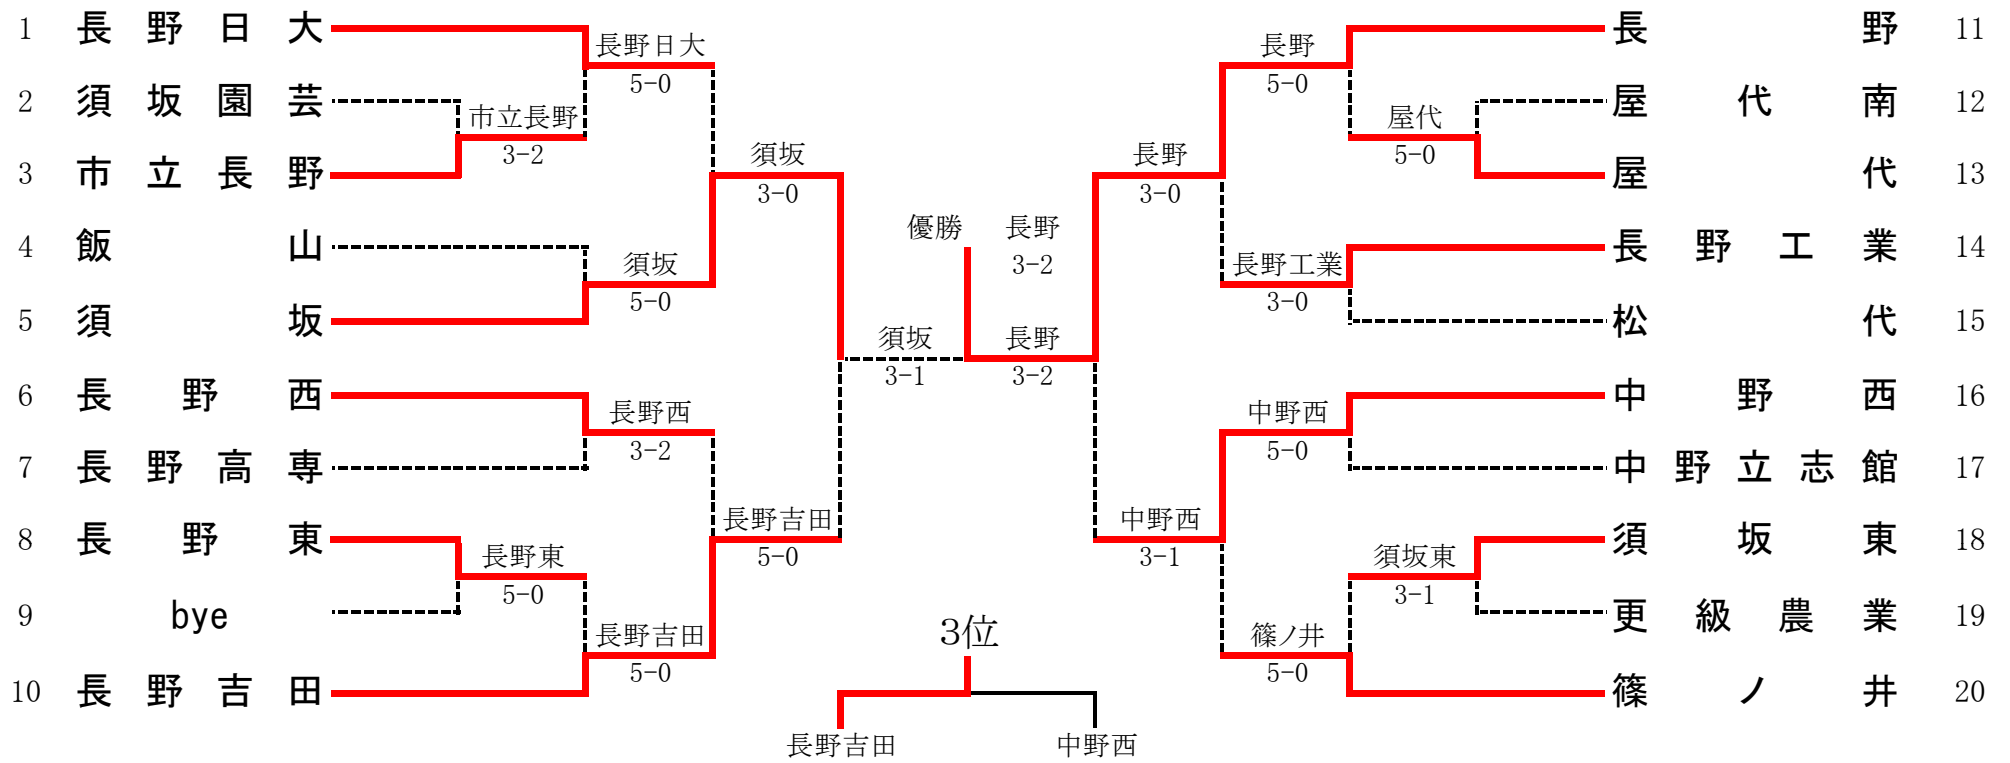 1 長野日大
2 須坂園芸
3 市立長野
4 飯山
5 須坂
6 長野西
7 長野高専
8 長野東
9 bye
10 長野吉田
市立長野
3-2
長野東
5-0
長野日大
5-0
須坂
5-0
長野西
3-2
長野吉田
5-0
須坂
3-0
長野吉田
5-0
須坂
3-1
優勝
長野
3-2
長野
3-2
3位
長野吉田
中野西
長野
3-0
中野西
3-1
長野
5-0
長野工業
3-0
中野西
5-0
篠ノ井
5-0
屋代
5-0
須坂東
3-1
長野 11
屋代南 12
屋代 13
長野工業 14
松代 15
中野西 16
中野立志館 17
須坂東 18
更級農業 19
篠ノ井 20